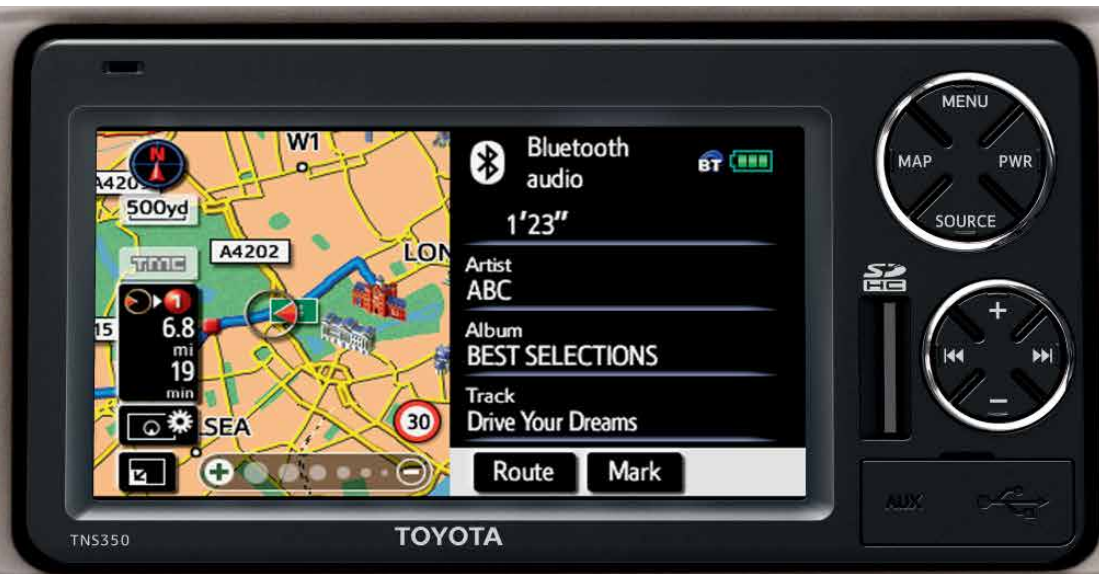 MENU
MAP
PWR
SOURCE
N
W1
Bluetooth
audio
BT
1'23"
500yd
A4202
LON
TMC
Artist
ABC
1
6.8
mi
15
19
min
Album
BEST SELECTIONS
Track
Drive Your Dreams
SEA
30
Route
Mark
SD
HC
+
−
AUX
TNS350
TOYOTA